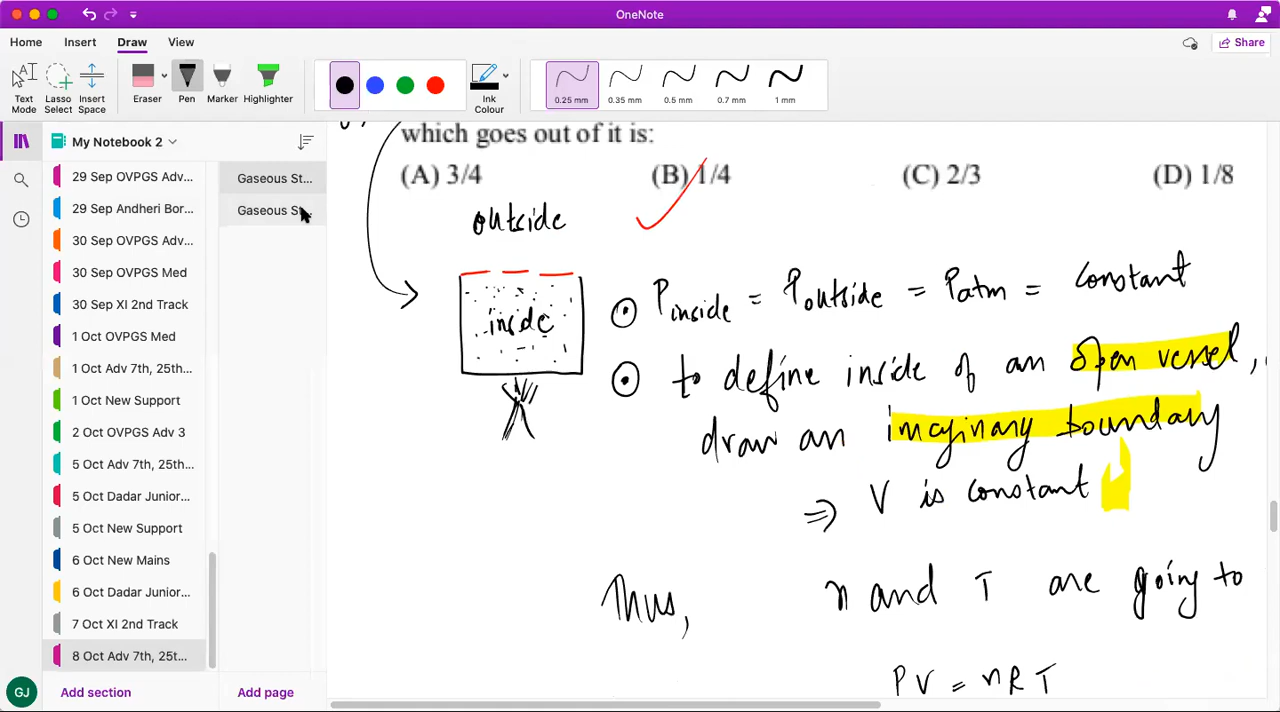 OneNote
Home Insert Draw View
Share
Text Mode
Lasso Select
Insert Space
Eraser
Pen
Marker
Highlighter
Ink Colour
0.25 mm 0.35 mm 0.5 mm 0.7 mm 1 mm
My Notebook 2
29 Sep OVPGS Adv...
29 Sep Andheri Bor...
30 Sep OVPGS Adv...
30 Sep OVPGS Med
30 Sep XI 2nd Track
1 Oct OVPGS Med
1 Oct Adv 7th, 25th...
1 Oct New Support
2 Oct OVPGS Adv 3
5 Oct Adv 7th, 25th...
5 Oct Dadar Junior...
5 Oct New Support
6 Oct New Mains
6 Oct Dadar Junior...
7 Oct XI 2nd Track
8 Oct Adv 7th, 25t...
GJ
Add section
Gaseous St...
Gaseous St...
Add page
which goes out of it is:
(A) 3/4 (B) 1/4 (C) 2/3 (D) 1/8
outside
inside
Pinside = Poutside = Patm = constant
to define inside of an open vessel,
draw an imaginary boundary
⇒ V is constant
Thus, n and T are going to
PV = nRT